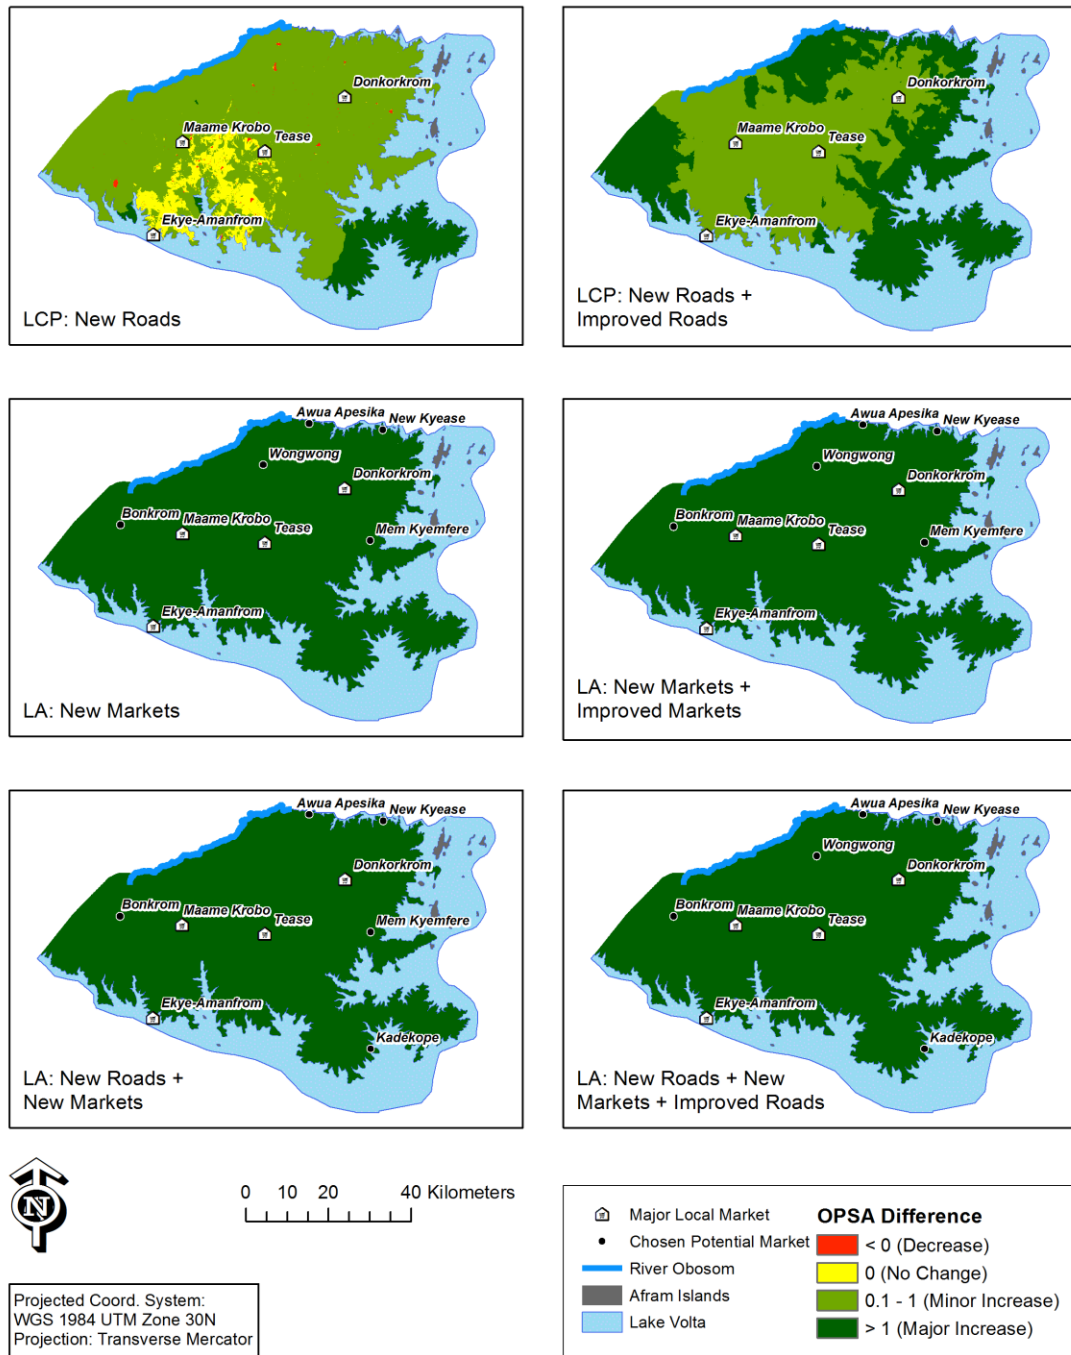 Donkorkrom
Maame Krobo
Tease
Ekye-Amanfrom
LCP: New Roads
Donkorkrom
Maame Krobo
Tease
Ekye-Amanfrom
LCP: New Roads +
Improved Roads
Awua Apesika
New Kyease
Wongwong
Donkorkrom
Bonkrom
Maame Krobo
Tease
Mem Kyemfere
Ekye-Amanfrom
LA: New Markets
Awua Apesika
New Kyease
Wongwong
Donkorkrom
Bonkrom
Maame Krobo
Tease
Mem Kyemfere
Ekye-Amanfrom
LA: New Markets +
Improved Markets
Awua Apesika
New Kyease
Donkorkrom
Bonkrom
Maame Krobo
Tease
Mem Kyemfere
Ekye-Amanfrom
Kadekope
LA: New Roads +
New Markets
Awua Apesika
New Kyease
Wongwong
Donkorkrom
Bonkrom
Maame Krobo
Tease
Ekye-Amanfrom
Kadekope
LA: New Roads + New
Markets + Improved Roads
N
0 10 20 40 Kilometers
Projected Coord. System:
WGS 1984 UTM Zone 30N
Projection: Transverse Mercator
Major Local Market
Chosen Potential Market
River Obosom
Afram Islands
Lake Volta
OPSA Difference
< 0 (Decrease)
0 (No Change)
0.1 - 1 (Minor Increase)
> 1 (Major Increase)